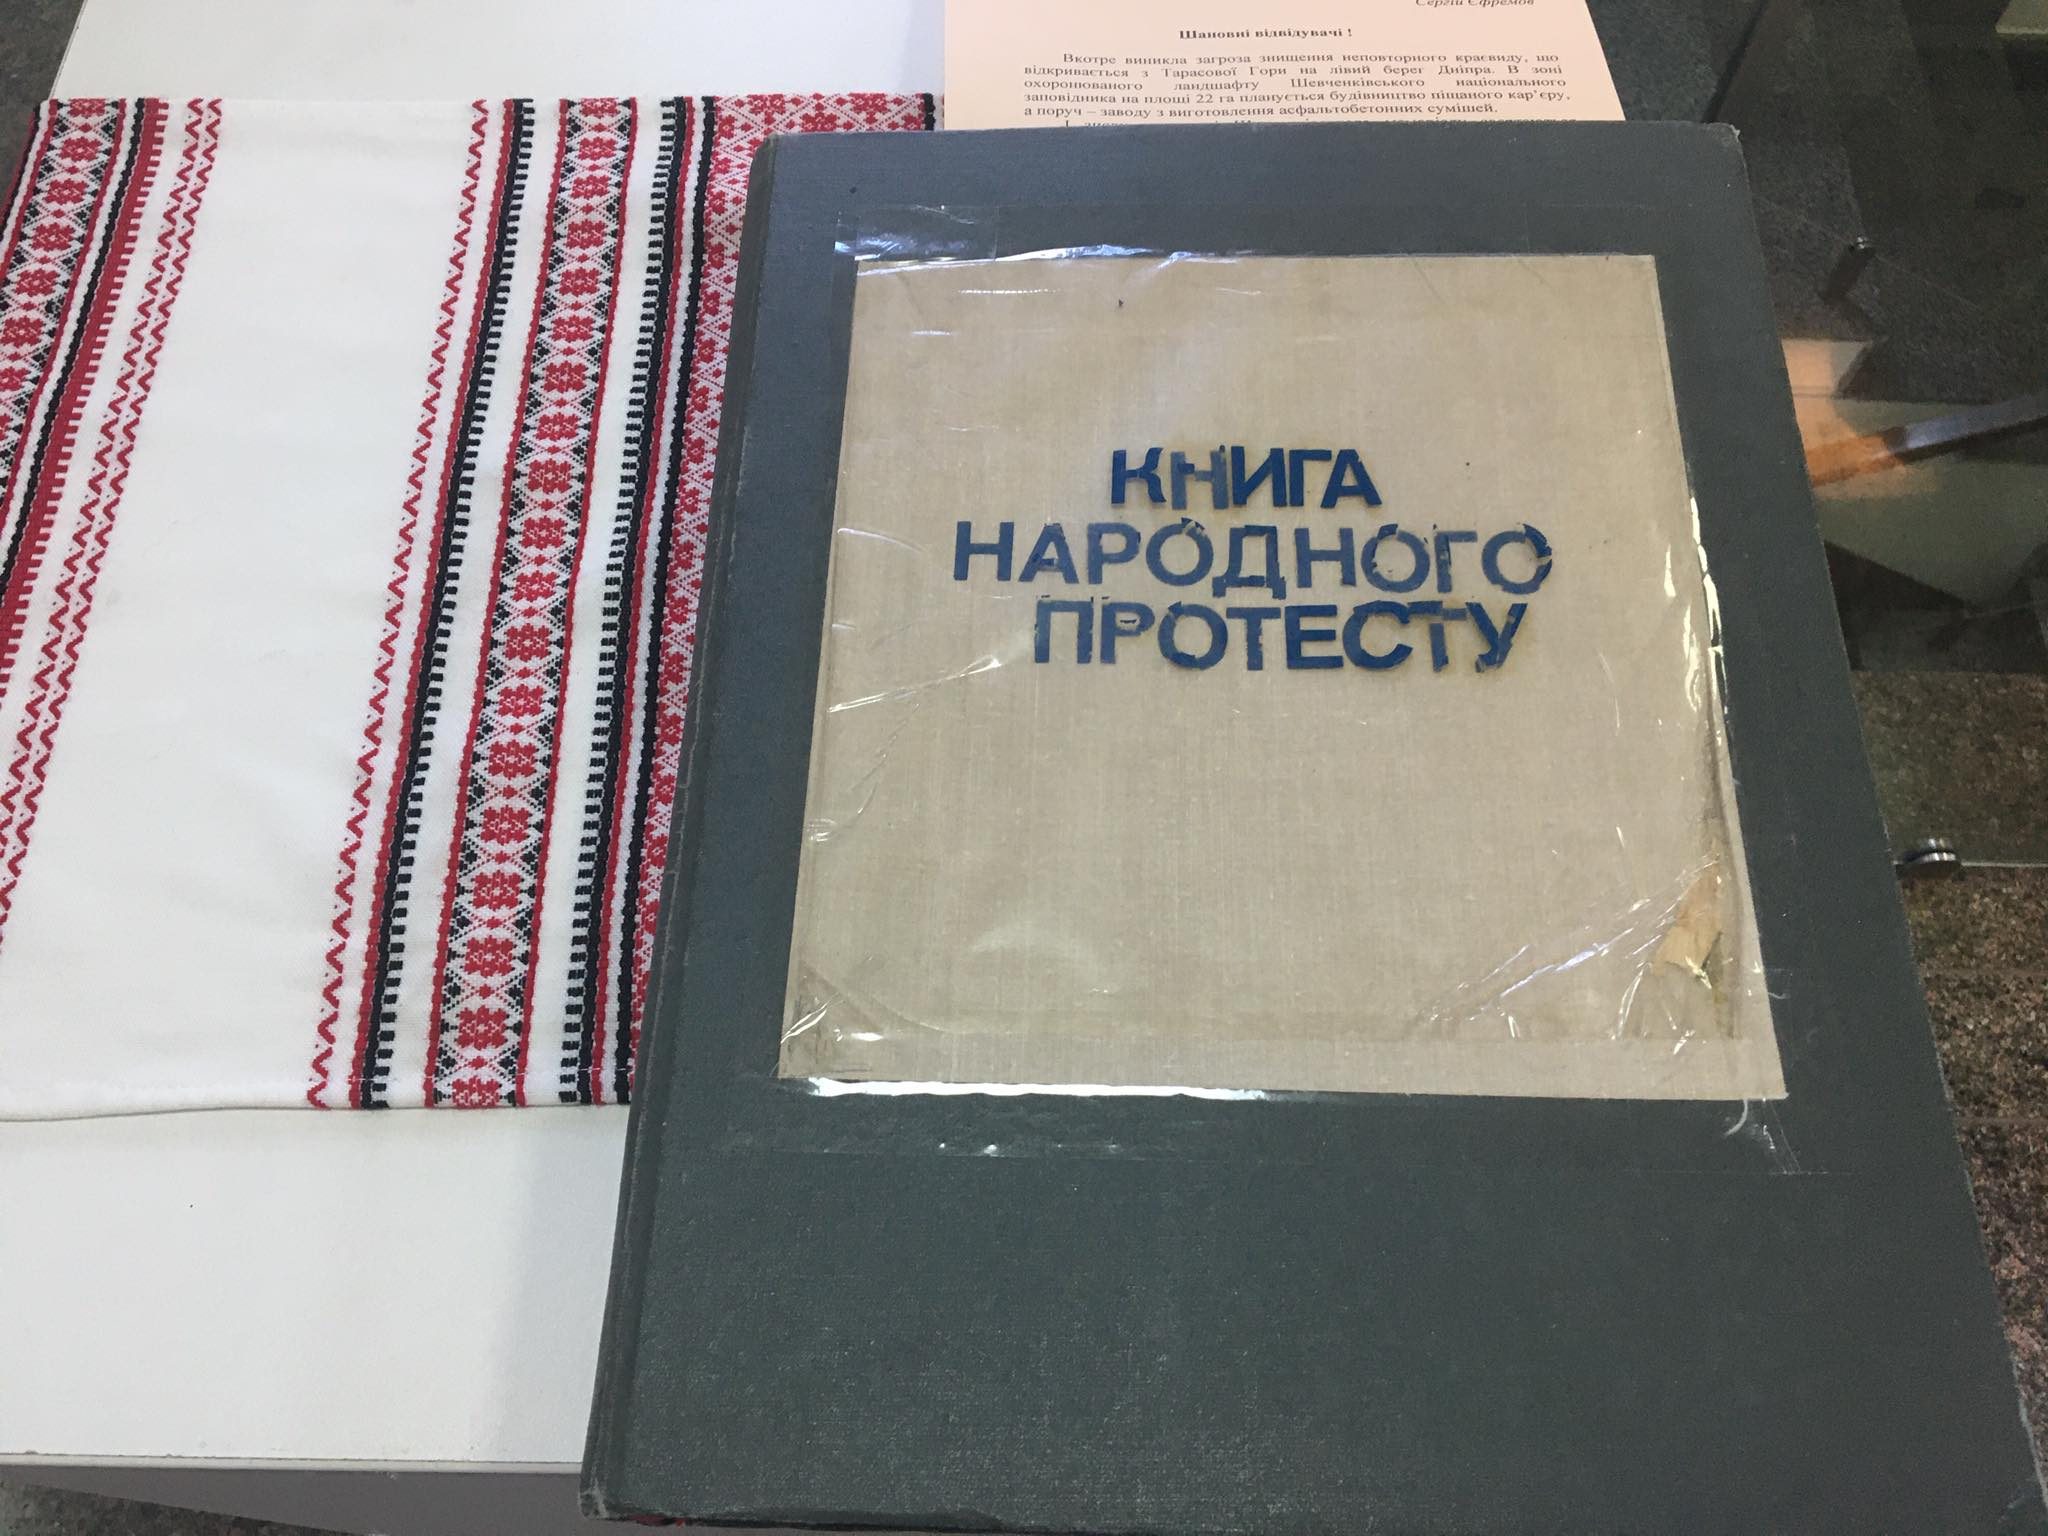 Сергій Єфремов
Шановні відвідувачі !
Вкотре виникла загроза знищення неповторного краєвиду, що
відкривається з Тарасової Гори на лівий берег Дніпра. В зоні
охоронюваного ландшафту Шевченківського національного
заповідника на площі 22 га планується будівництво піщаного кар’єру,
а поруч – заводу з виготовлення асфальтобетонних сумішей.
КНИГА
НАРОДНОГО
ПРОТЕСТУ